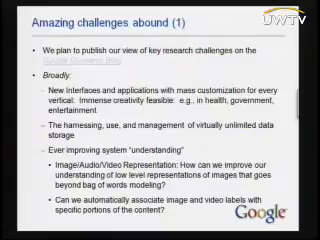 UWTV
Amazing challenges abound (1)
• We plan to publish our view of key research challenges on the
Google Research Blog
• Broadly:
– New Interfaces and applications with mass customization for every
vertical: Immense creativity feasible: e.g., in health, government,
entertainment
– The harnessing, use, and management of virtually unlimited data
storage
– Ever improving system "understanding"
• Image/Audio/Video Representation: How can we improve our
understanding of low level representations of images that goes
beyond bag of words modeling?
• Can we automatically associate image and video labels with
specific portions of the content?
Google